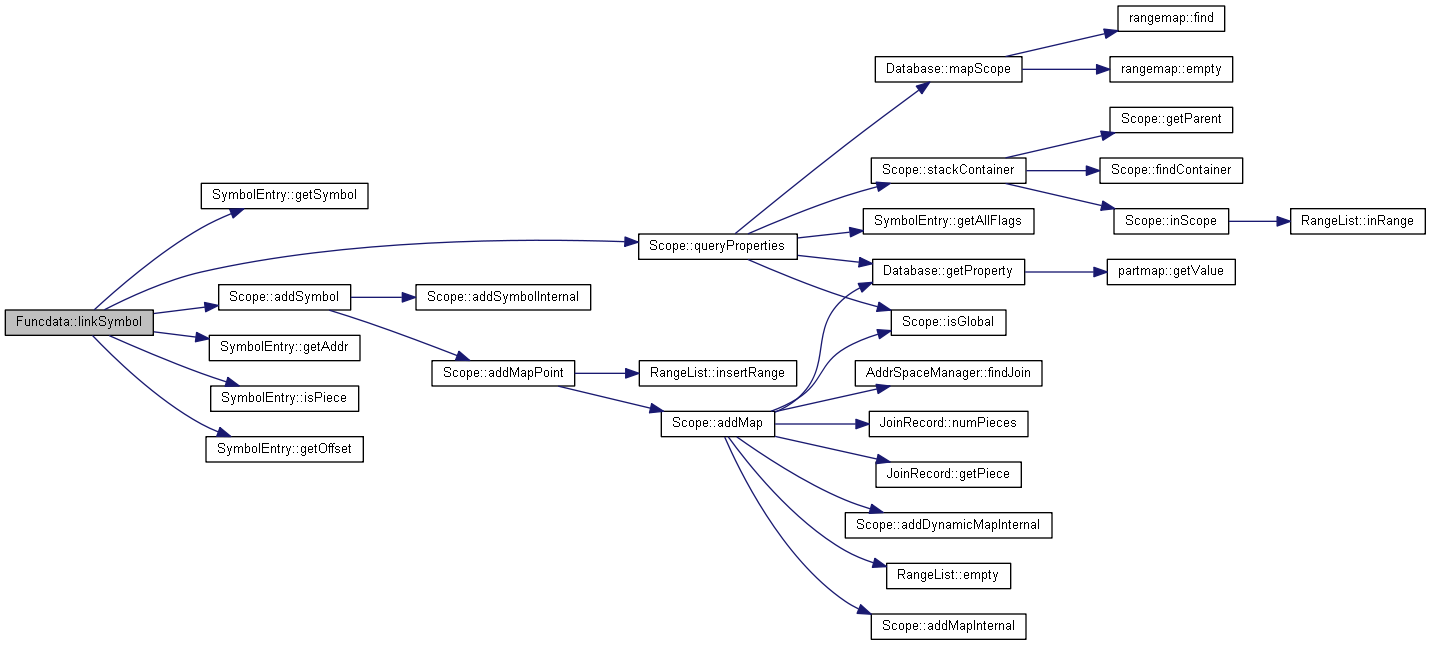 rangemap::find
Database::mapScope
rangemap::empty
Scope::getParent
Scope::stackContainer
Scope::findContainer
SymbolEntry::getSymbol
Scope::inScope
RangeList::inRange
SymbolEntry::getAllFlags
Scope::queryProperties
Database::getProperty
partmap::getValue
Scope::addSymbol
Scope::addSymbolInternal
Funcdata::linkSymbol
Scope::isGlobal
SymbolEntry::getAddr
Scope::addMapPoint
RangeList::insertRange
AddrSpaceManager::findJoin
SymbolEntry::isPiece
Scope::addMap
JoinRecord::numPieces
SymbolEntry::getOffset
JoinRecord::getPiece
Scope::addDynamicMapInternal
RangeList::empty
Scope::addMapInternal